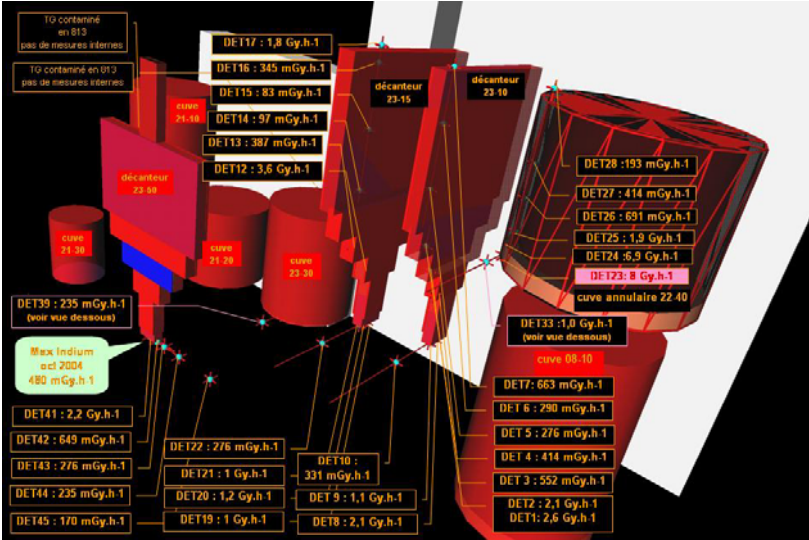 TG contaminé
en 813
pas de mesures internes
TG contaminé en 813
pas de mesures internes
DET17 : 1,8 Gy.h-1
DET16 : 345 mGy.h-1
DET15 : 83 mGy.h-1
DET14 : 97 mGy.h-1
DET13 : 387 mGy.h-1
DET12 : 3,6 Gy.h-1
cuve
21-10
décanteur
23-15
décanteur
23-10
décanteur
23-50
cuve
21-30
cuve
21-20
cuve
23-30
DET28 :193 mGy.h-1
DET27 : 414 mGy.h-1
DET26 : 691 mGy.h-1
DET25 : 1,9 Gy.h-1
DET24 :6,9 Gy.h-1
DET23: 8 Gy.h-1
cuve annulaire 22-40
DET39 : 235 mGy.h-1
(voir vue dessous)
DET33 :1,0 Gy.h-1
(voir vue dessous)
cuve 08-10
Max Indium
oct 2004
480 mGy.h-1
DET41 : 2,2 Gy.h-1
DET42 : 649 mGy.h-1
DET43 : 276 mGy.h-1
DET44 : 235 mGy.h-1
DET45 : 170 mGy.h-1
DET22 : 276 mGy.h-1
DET21 : 1 Gy.h-1
DET20 : 1,2 Gy.h-1
DET19 : 1 Gy.h-1
DET10 :
331 mGy.h-1
DET 9 : 1,1 Gy.h-1
DET8 : 2,1 Gy.h-1
DET7: 663 mGy.h-1
DET 6 : 290 mGy.h-1
DET 5 : 276 mGy.h-1
DET 4 : 414 mGy.h-1
DET 3 : 552 mGy.h-1
DET2 : 2,1 Gy.h-1
DET1: 2,6 Gy.h-1